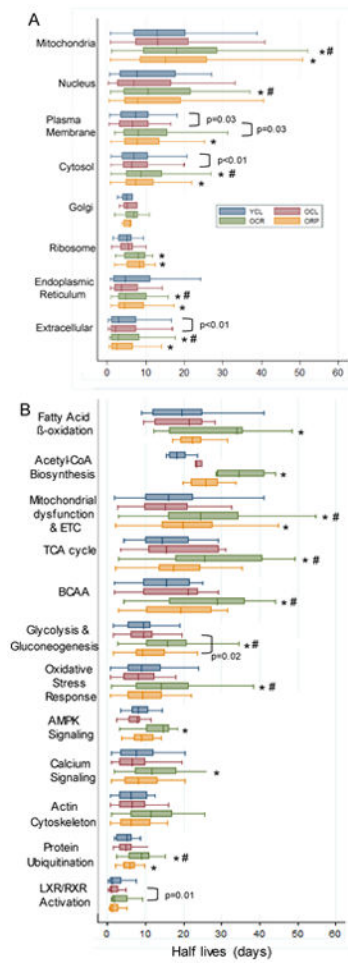 A
Mitochondria
* #
*
Nucleus
* #
Plasma
Membrane
p=0.03
p=0.03
*
Cytosol
p<0.01
* #
*
Golgi
YCL
OCL
OCR
ORP
Ribosome
*
*
Endoplasmic
Reticulum
* #
*
Extracellular
p<0.01
* #
*
0 10 20 30 40 50 60
B
Fatty Acid
ß-oxidation
*
Acetyl-CoA
Biosynthesis
*
Mitochondrial
dysfunction
& ETC
* #
*
TCA cycle
* #
BCAA
* #
Glycolysis &
Gluconeogenesis
* #
p=0.02
Oxidative
Stress
Response
* #
AMPK
Signaling
*
Calcium
Signaling
*
Actin
Cytoskeleton
Protein
Ubiquitination
* #
*
LXR/RXR
Activation
p=0.01
0 10 20 30 40 50 60
Half lives (days)